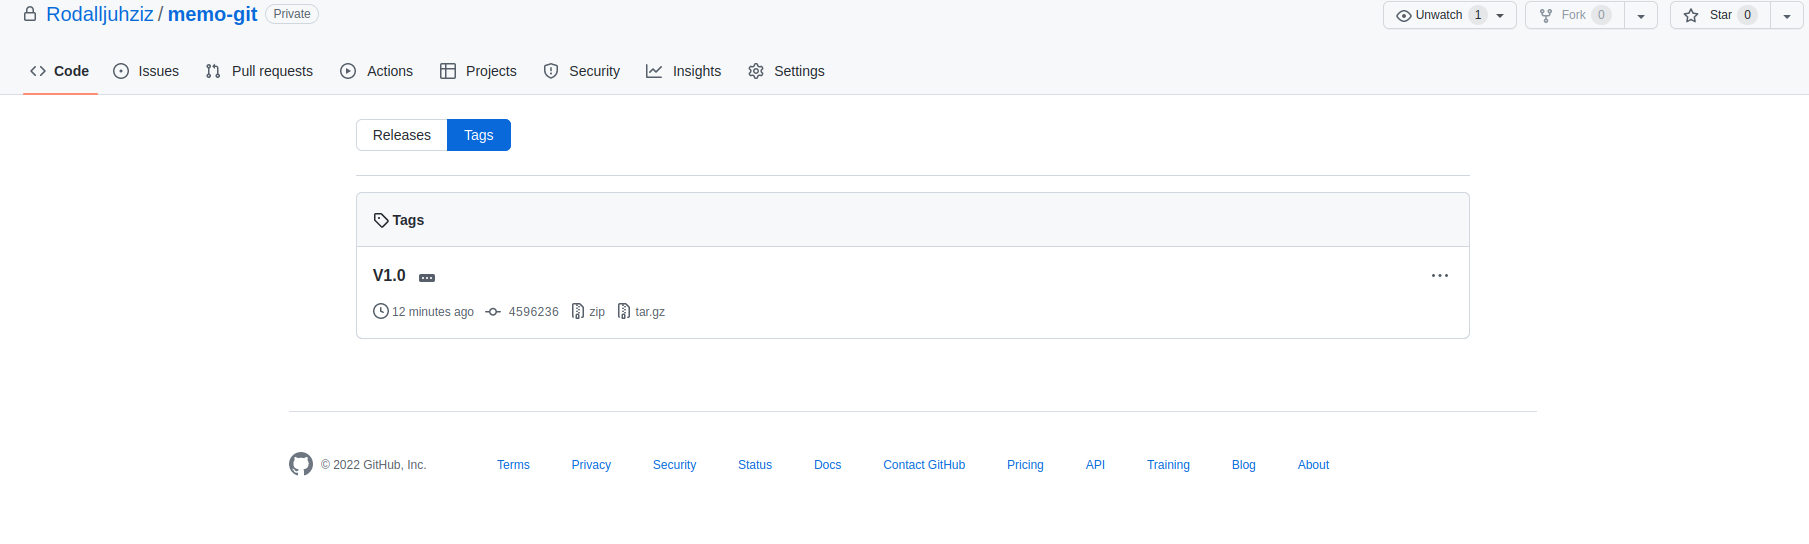 Rodalljuhziz / memo-git Private Unwatch 1 Fork 0 Star 0
Code Issues Pull requests Actions Projects Security Insights Settings
Releases Tags
Tags
V1.0
12 minutes ago 4596236 zip tar.gz
© 2022 GitHub, Inc. Terms Privacy Security Status Docs Contact GitHub Pricing API Training Blog About